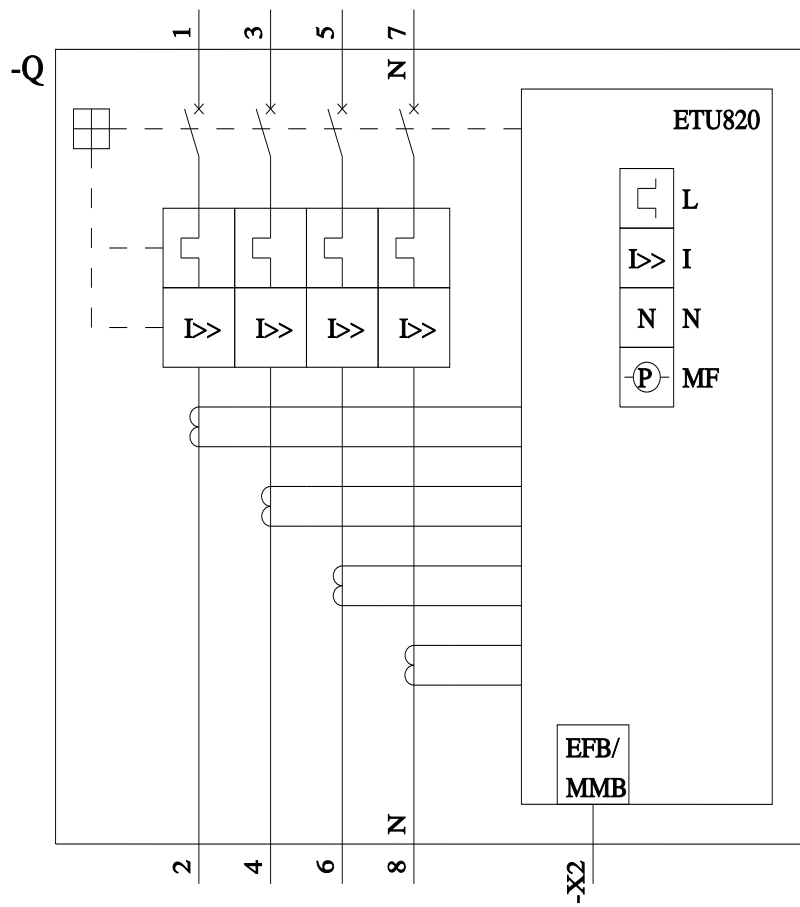 1 3 5 7
-Q
N
ETU820
L
I>> I
N N
P MF
I>> I>> I>> I>>
EFB/
MMB
N
2 4 6 8
-X2